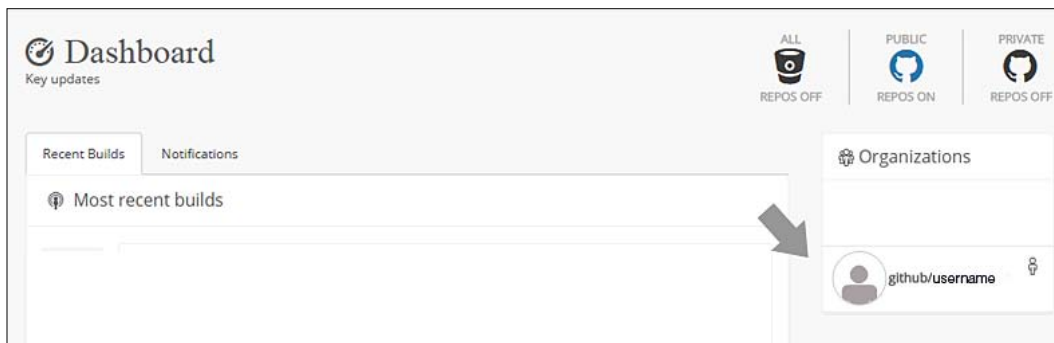 Dashboard
Key updates
ALL
REPOS OFF
PUBLIC
REPOS ON
PRIVATE
REPOS OFF
Recent Builds
Notifications
Most recent builds
Organizations
github/username